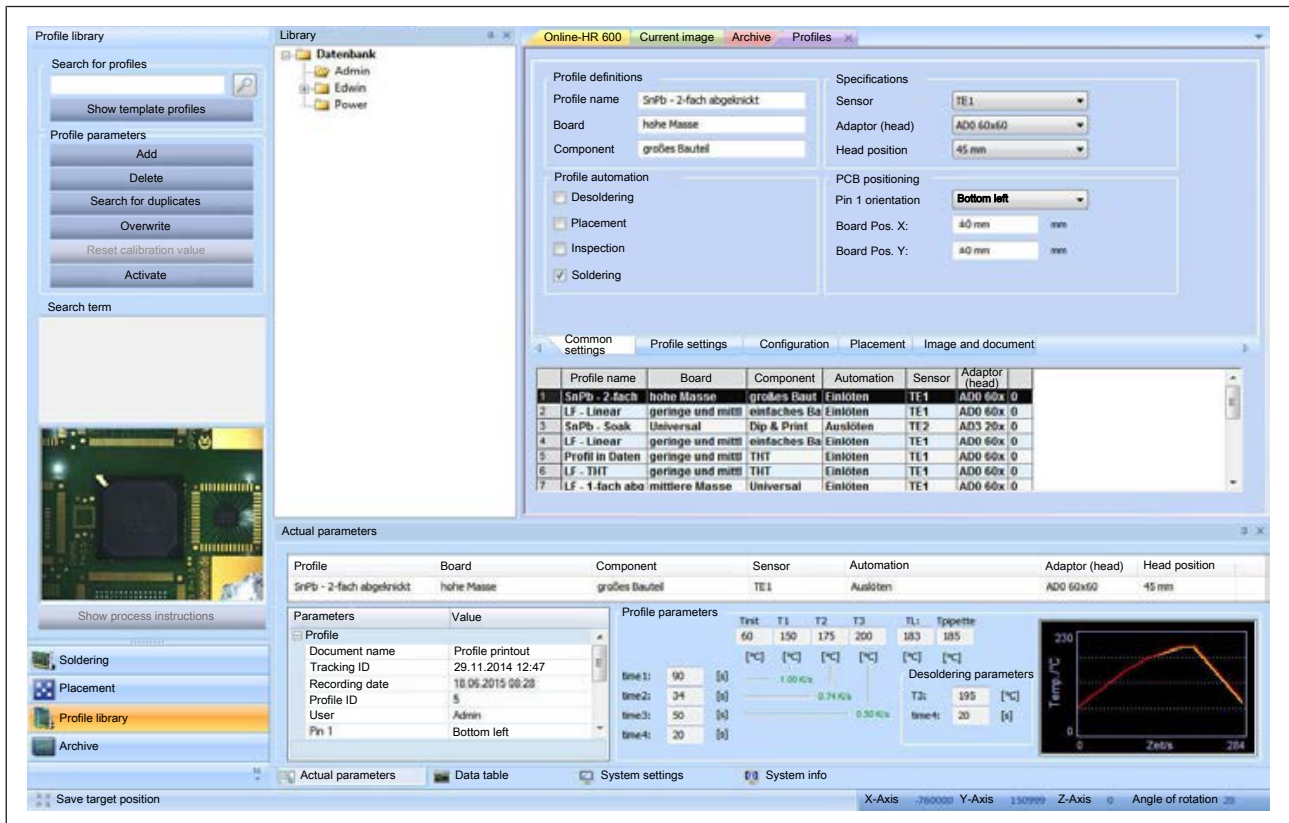 Profile library
Search for profiles
Show template profiles
Profile parameters
Add
Delete
Search for duplicates
Overwrite
Reset calibration value
Activate
Search term
Show process instructions
Soldering
Placement
Profile library
Archive
Library
Datenbank
Admin
Edwin
Power
Online-HR 600 Current image Archive Profiles
Profile definitions
Profile name SnPb - 2-fach abgeknickt
Board hohe Masse
Component großes Bauteil
Profile automation
Desoldering
Placement
Inspection
Soldering
Specifications
Sensor TE1
Adaptor (head) AD0 60x60
Head position 45 mm
PCB positioning
Pin 1 orientation Bottom left
Board Pos. X: 40 mm mm
Board Pos. Y: 40 mm mm
Common settings Profile settings Configuration Placement Image and document
Profile name Board Component Automation Sensor Adaptor (head)
1 SnPb - 2-fach hohe Masse großes Baut Einlöten TE1 AD0 60x 0
2 LF - Linear geringe und mittl einfaches Ba Einlöten TE1 AD0 60x 0
3 SnPb - Soak Universal Dip & Print Auslöten TE2 AD3 20x 0
4 LF - Linear geringe und mittl einfaches Ba Einlöten TE1 AD0 60x 0
5 Profil in Daten geringe und mittl THT Einlöten TE1 AD0 60x 0
6 LF - THT geringe und mittl THT Einlöten TE1 AD0 60x 0
7 LF - 1-fach abg mittlere Masse Universal Einlöten TE1 AD0 60x 0
Actual parameters
Profile Board Component Sensor Automation Adaptor (head) Head position
SnPb - 2-fach abgeknickt hohe Masse großes Bauteil TE1 Auslöten AD0 60x60 45 mm
Parameters Value
Profile
Document name Profile printout
Tracking ID 29.11.2014 12:47
Recording date 18.06.2015 08:28
Profile ID 5
User Admin
Pin 1 Bottom left
Profile parameters
Tinit T1 T2 T3 TL: Tpipette
60 150 175 200 183 185
[°C] [°C] [°C] [°C] [°C] [°C]
time1: 90 [s] 1.00 K/s
time2: 34 [s] 0.74 K/s
time3: 50 [s] 0.50 K/s
time4: 20 [s]
Desoldering parameters
T3: 195 [°C]
time4: 20 [s]
230
Temp./°C
0
0 Zeit/s 284
Actual parameters Data table System settings System info
Save target position
X-Axis -760000 Y-Axis 150999 Z-Axis 0 Angle of rotation 20